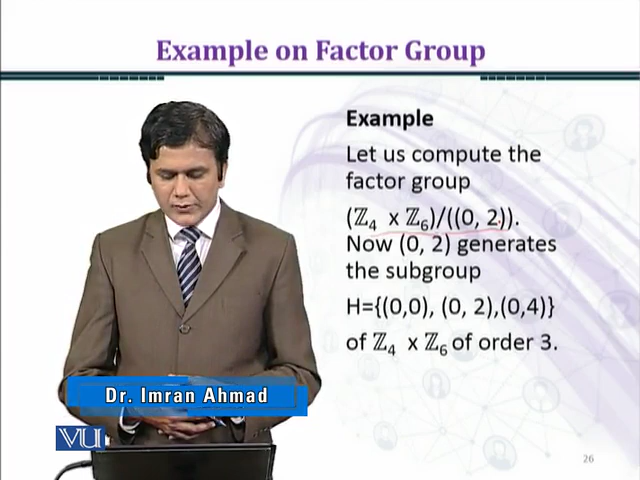 Example on Factor Group
Example
Let us compute the
factor group
(ℤ₄ x ℤ₆)/((0, 2)).
Now (0, 2) generates
the subgroup
H={(0,0), (0, 2),(0,4)}
of ℤ₄ x ℤ₆ of order 3.
Dr. Imran Ahmad
VU
26